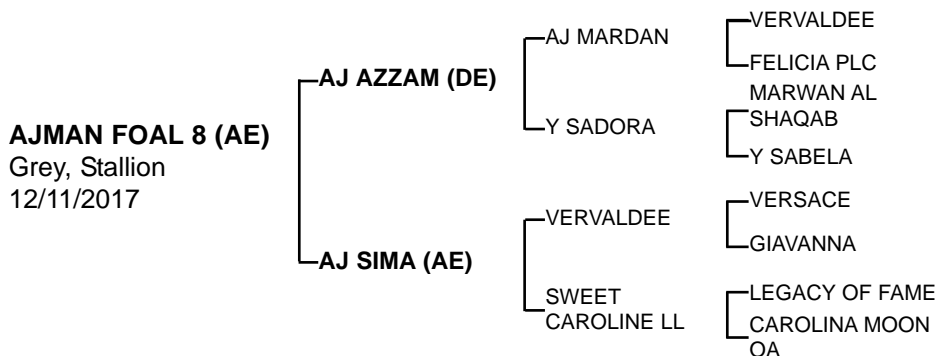 AJMAN FOAL 8 (AE)
Grey, Stallion
12/11/2017
AJ AZZAM (DE)
AJ SIMA (AE)
AJ MARDAN
Y SADORA
VERVALDEE
SWEET
CAROLINE LL
VERVALDEE
FELICIA PLC
MARWAN AL
SHAQAB
Y SABELA
VERSACE
GIAVANNA
LEGACY OF FAME
CAROLINA MOON
OA